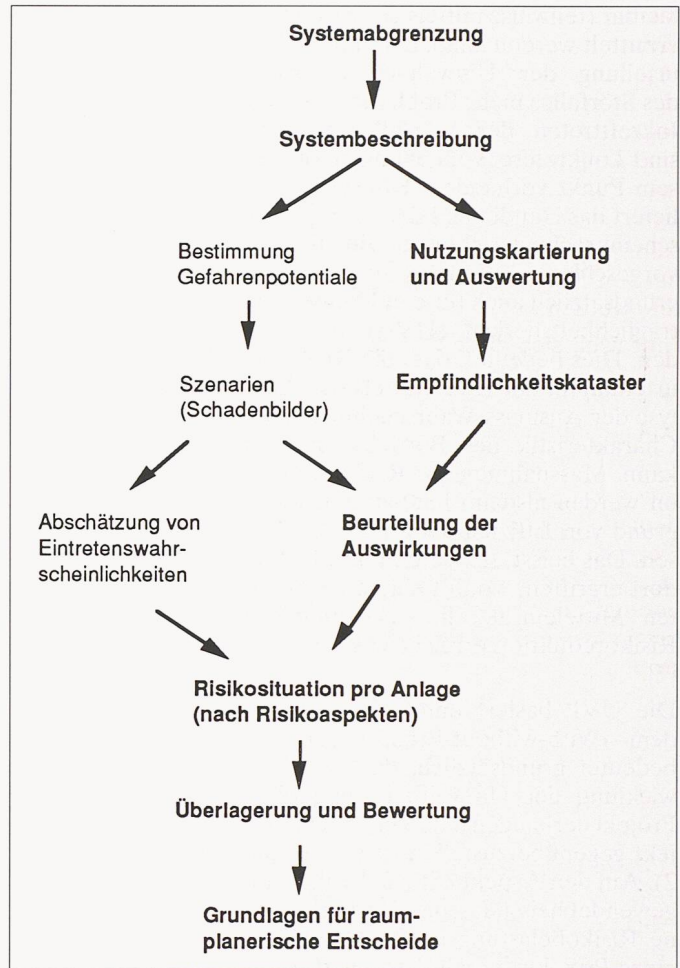 Systemabgrenzung
Systembeschreibung
Bestimmung
Gefahrenpotentiale
Nutzungskartierung
und Auswertung
Szenarien
(Schadenbilder)
Empfindlichkeitskataster
Abschätzung von
Eintretenswahr-
scheinlichkeiten
Beurteilung der
Auswirkungen
Risikosituation pro Anlage
(nach Risikoaspekten)
Überlagerung und Bewertung
Grundlagen für raum-
planerische Entscheide